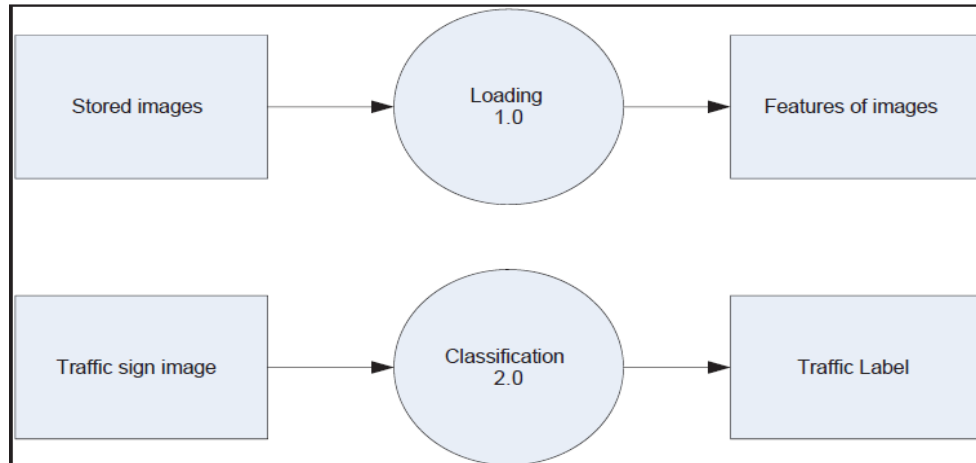 Stored images
Loading
1.0
Features of images
Traffic sign image
Classification
2.0
Traffic Label